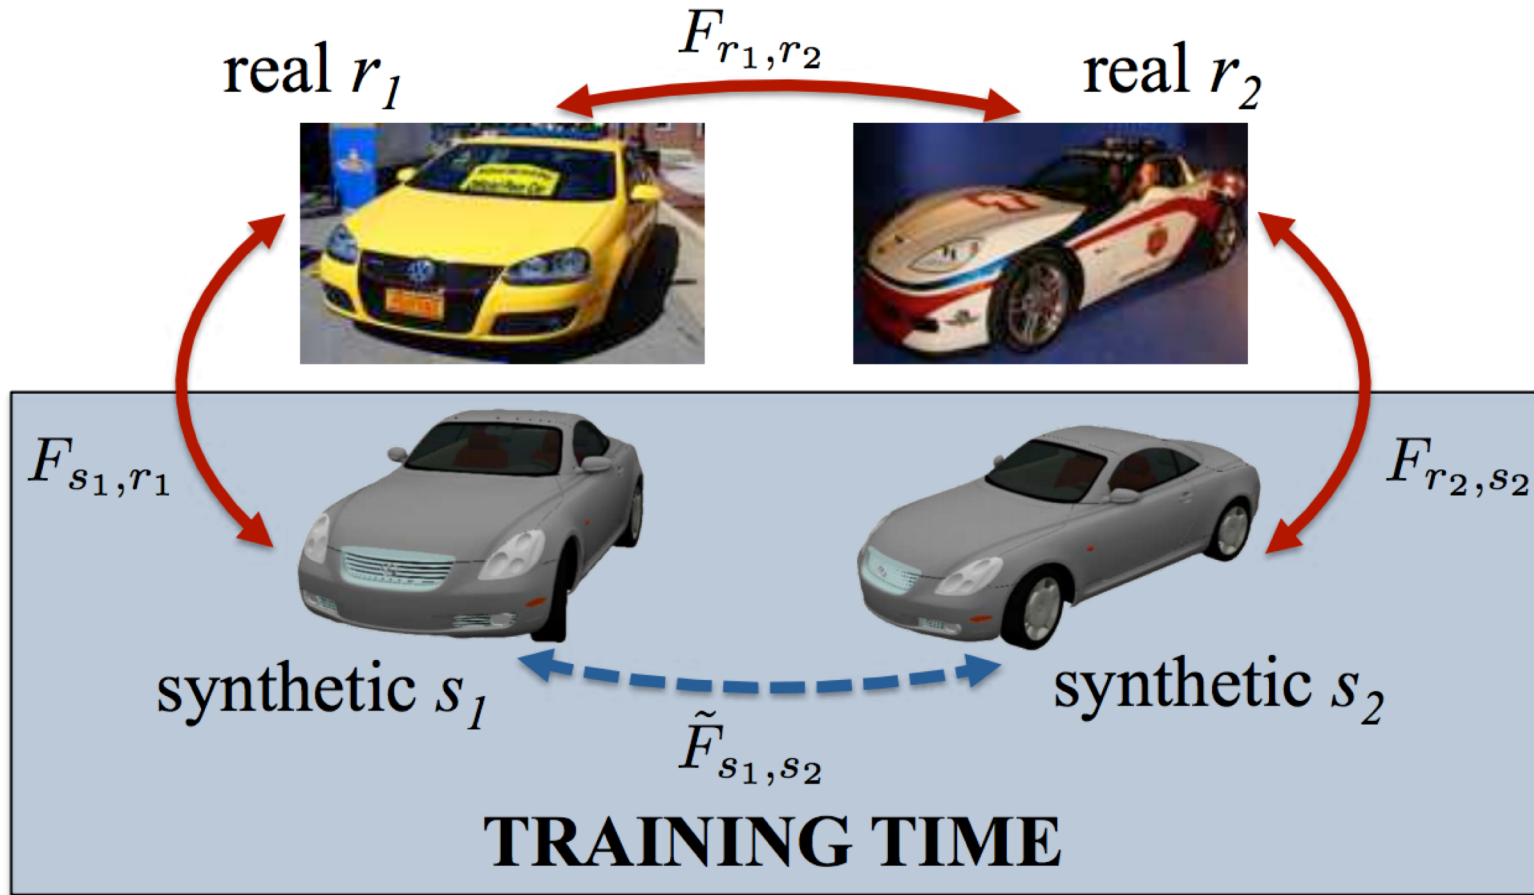 F_{r_1,r_2}
real r_1
real r_2
F_{s_1,r_1}
F_{r_2,s_2}
synthetic s_1
synthetic s_2
\tilde{F}_{s_1,s_2}
TRAINING TIME